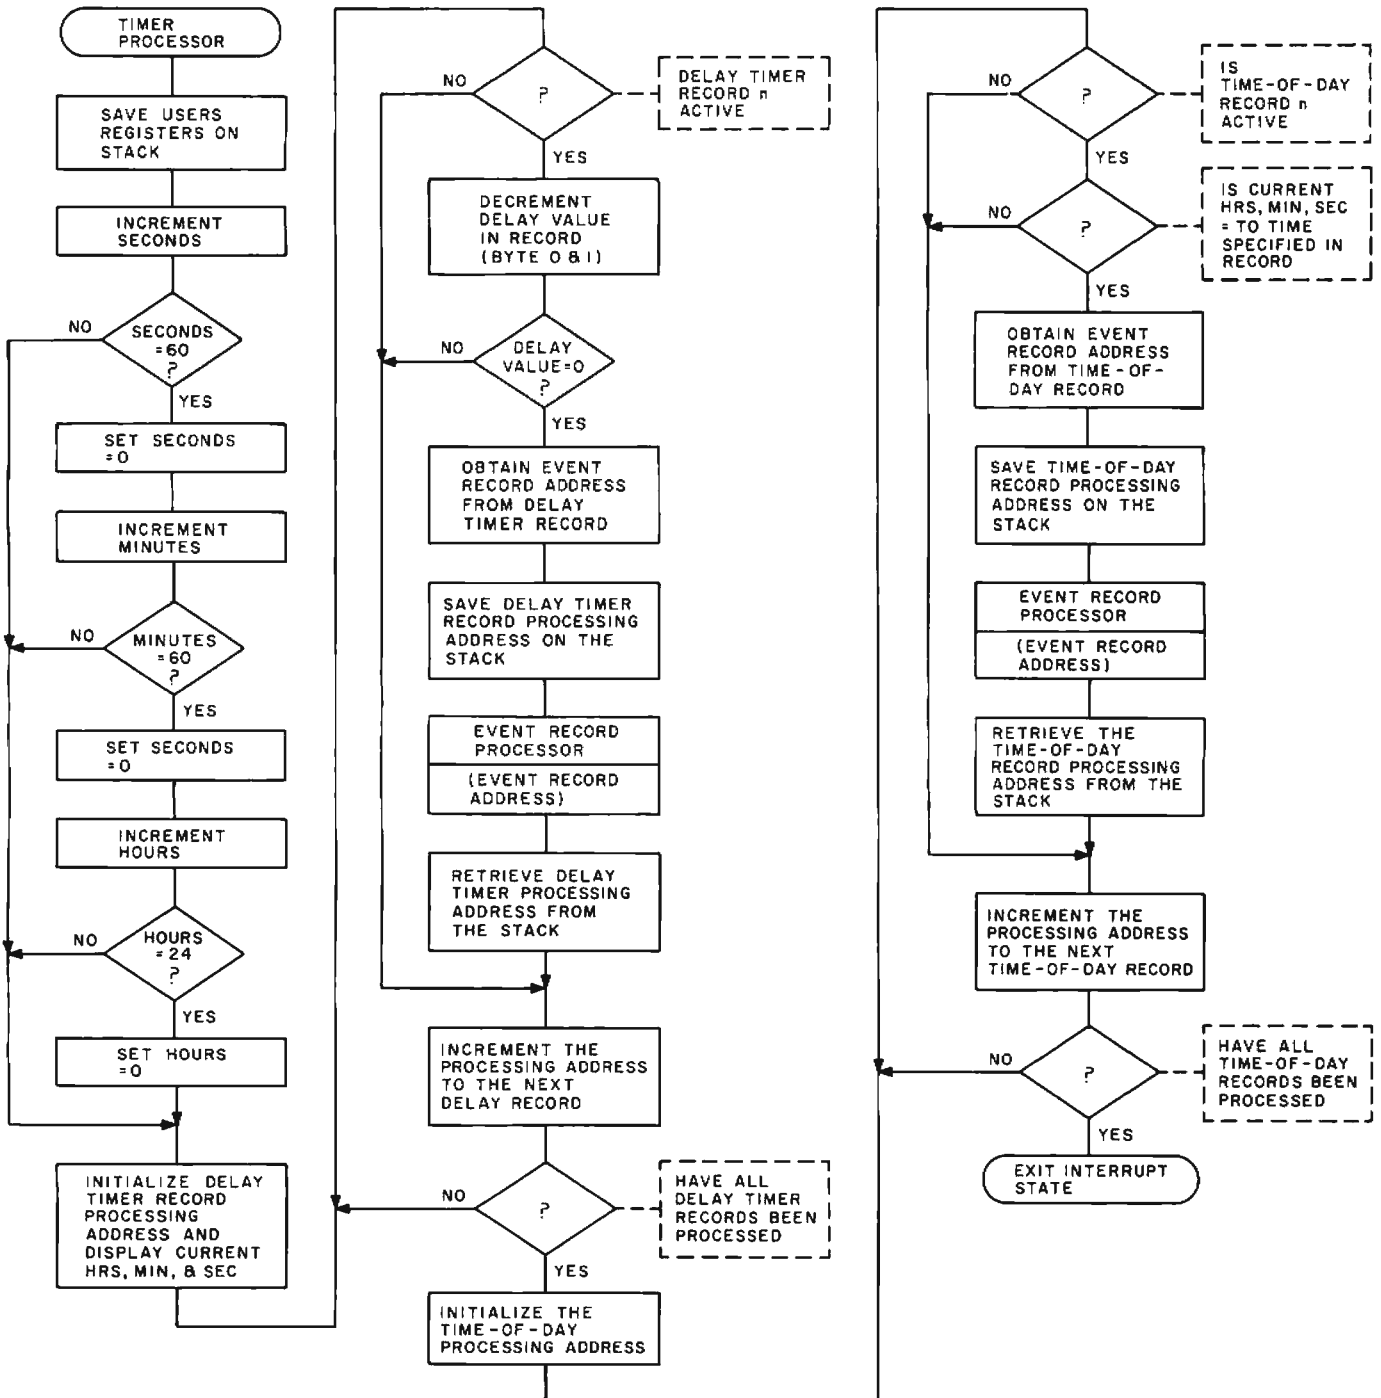 TIMER
PROCESSOR
SAVE USERS
REGISTERS ON
STACK
INCREMENT
SECONDS
SECONDS
=60
?
NO
YES
SET SECONDS
=0
INCREMENT
MINUTES
MINUTES
=60
?
NO
YES
SET SECONDS
=0
INCREMENT
HOURS
HOURS
=24
?
NO
YES
SET HOURS
=0
INITIALIZE DELAY
TIMER RECORD
PROCESSING
ADDRESS AND
DISPLAY CURRENT
HRS, MIN, & SEC
?
NO
YES
DELAY TIMER
RECORD n
ACTIVE
DECREMENT
DELAY VALUE
IN RECORD
(BYTE 0 & 1)
DELAY
VALUE=0
?
NO
YES
OBTAIN EVENT
RECORD ADDRESS
FROM DELAY
TIMER RECORD
SAVE DELAY TIMER
RECORD PROCESSING
ADDRESS ON THE
STACK
EVENT RECORD
PROCESSOR
(EVENT RECORD
ADDRESS)
RETRIEVE DELAY
TIMER PROCESSING
ADDRESS FROM
THE STACK
INCREMENT THE
PROCESSING ADDRESS
TO THE NEXT
DELAY RECORD
?
NO
YES
HAVE ALL
DELAY TIMER
RECORDS BEEN
PROCESSED
INITIALIZE THE
TIME-OF-DAY
PROCESSING ADDRESS
?
NO
YES
IS
TIME-OF-DAY
RECORD n
ACTIVE
?
NO
YES
IS CURRENT
HRS, MIN, SEC
= TO TIME
SPECIFIED IN
RECORD
OBTAIN EVENT
RECORD ADDRESS
FROM TIME-OF-
DAY RECORD
SAVE TIME-OF-DAY
RECORD PROCESSING
ADDRESS ON THE
STACK
EVENT RECORD
PROCESSOR
(EVENT RECORD
ADDRESS)
RETRIEVE THE
TIME-OF-DAY
RECORD PROCESSING
ADDRESS FROM THE
STACK
INCREMENT THE
PROCESSING ADDRESS
TO THE NEXT
TIME-OF-DAY RECORD
?
NO
YES
HAVE ALL
TIME-OF-DAY
RECORDS BEEN
PROCESSED
EXIT INTERRUPT
STATE